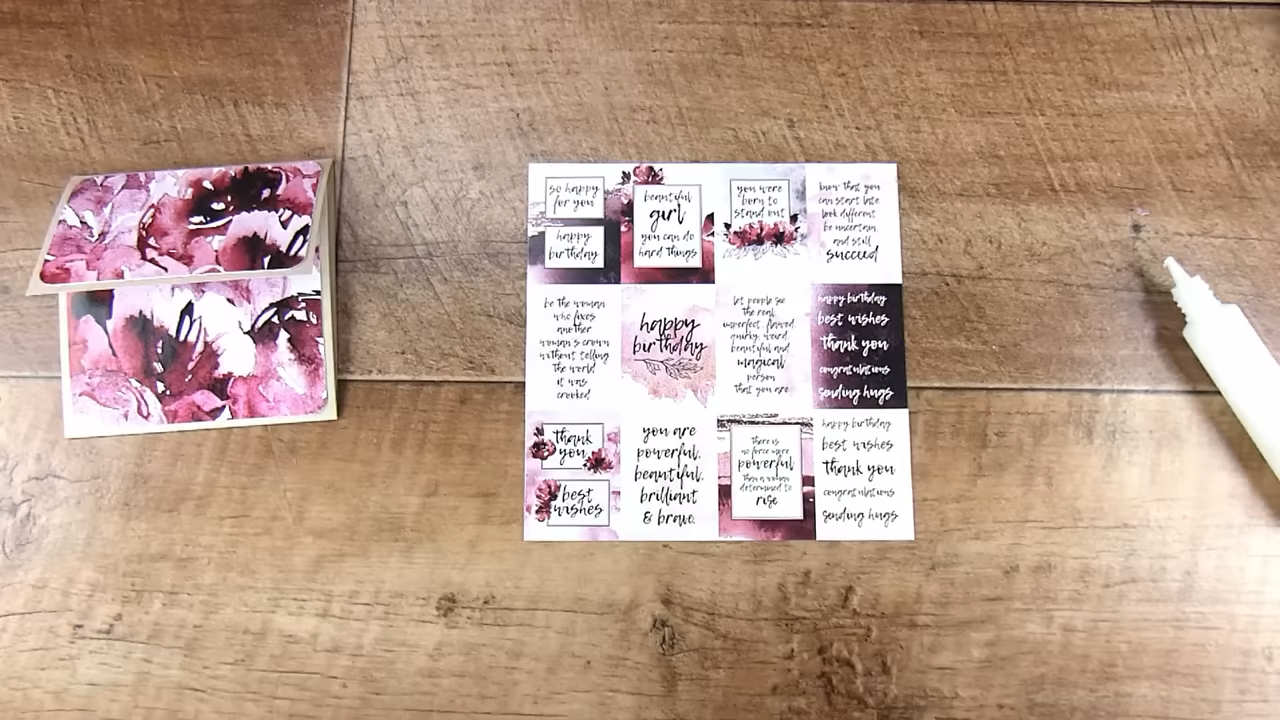 so happy
for you
happy
birthday
beautiful
girl
you can do
hard things
you were
born to
stand out
know that you
can start late
look different
be uncertain
and still
succeed
be the woman
who fixes
another
woman's crown
without telling
the world
it was
crooked
happy
birthday
let people see
the real,
imperfect, flawed,
quirky, weird,
beautiful and
magical
person
that you are
happy birthday
best wishes
thank you
congratulations
sending hugs
thank
you
best
wishes
you are
powerful,
beautiful,
brilliant
& brave.
there is
no force more
powerful
than a woman
determined to
rise
happy birthday
best wishes
thank you
congratulations
sending hugs